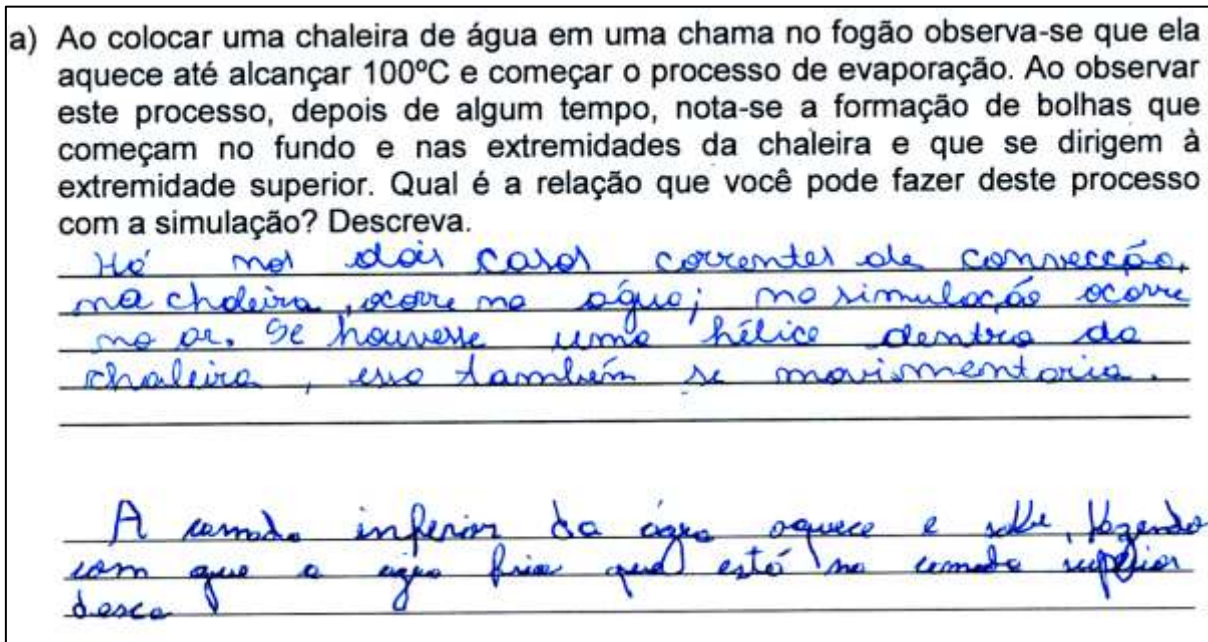 a) Ao colocar uma chaleira de água em uma chama no fogão observa-se que ela
aquece até alcançar 100ºC e começar o processo de evaporação. Ao observar
este processo, depois de algum tempo, nota-se a formação de bolhas que
começam no fundo e nas extremidades da chaleira e que se dirigem à
extremidade superior. Qual é a relação que você pode fazer deste processo
com a simulação? Descreva.
Há nos dois casos correntes de convecção,
na chaleira, ocorre na água; na simulação ocorre
no ar. Se houvesse uma hélice dentro da
chaleira, essa também se movimentaria.
A camada inferior da água aquece e sobe, fazendo
com que a água fria que está na camada superior
desça